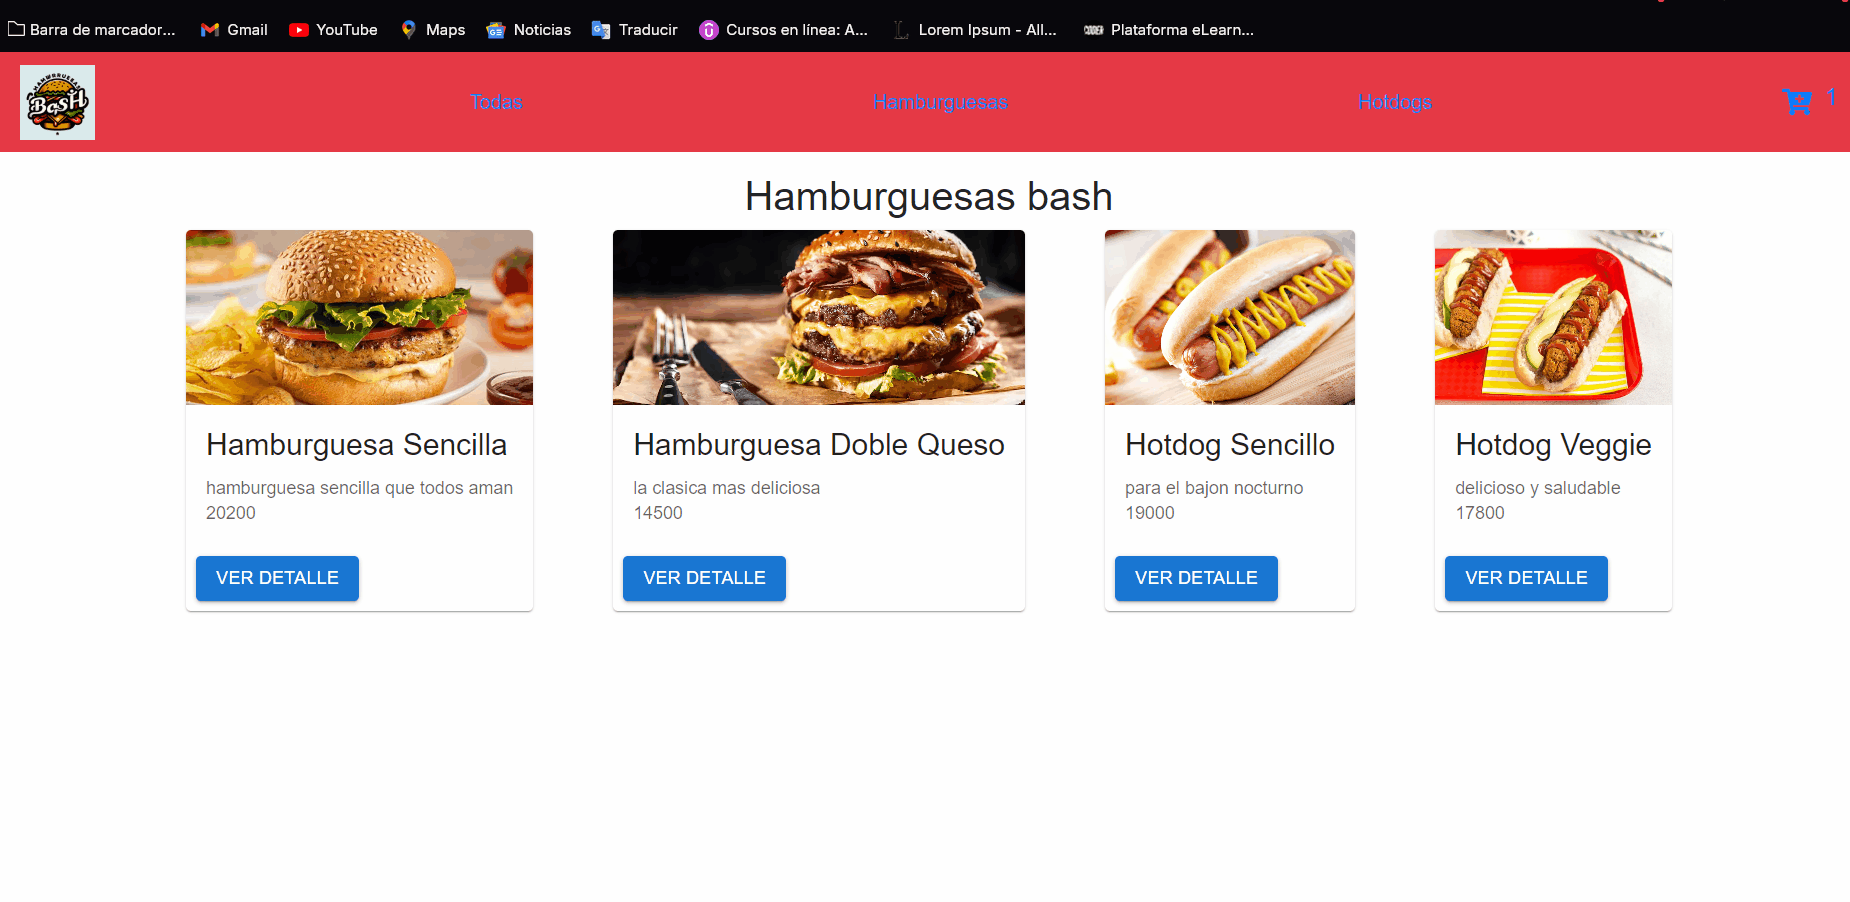 Barra de marcador... Gmail YouTube Maps Noticias Traducir Cursos en línea: A... Lorem Ipsum - All... Plataforma eLearn...
BASH Todas Hamburguesas Hotdogs 1
Hamburguesas bash
Hamburguesa Sencilla
hamburguesa sencilla que todos aman
20200
VER DETALLE
Hamburguesa Doble Queso
la clasica mas deliciosa
14500
VER DETALLE
Hotdog Sencillo
para el bajon nocturno
19000
VER DETALLE
Hotdog Veggie
delicioso y saludable
17800
VER DETALLE